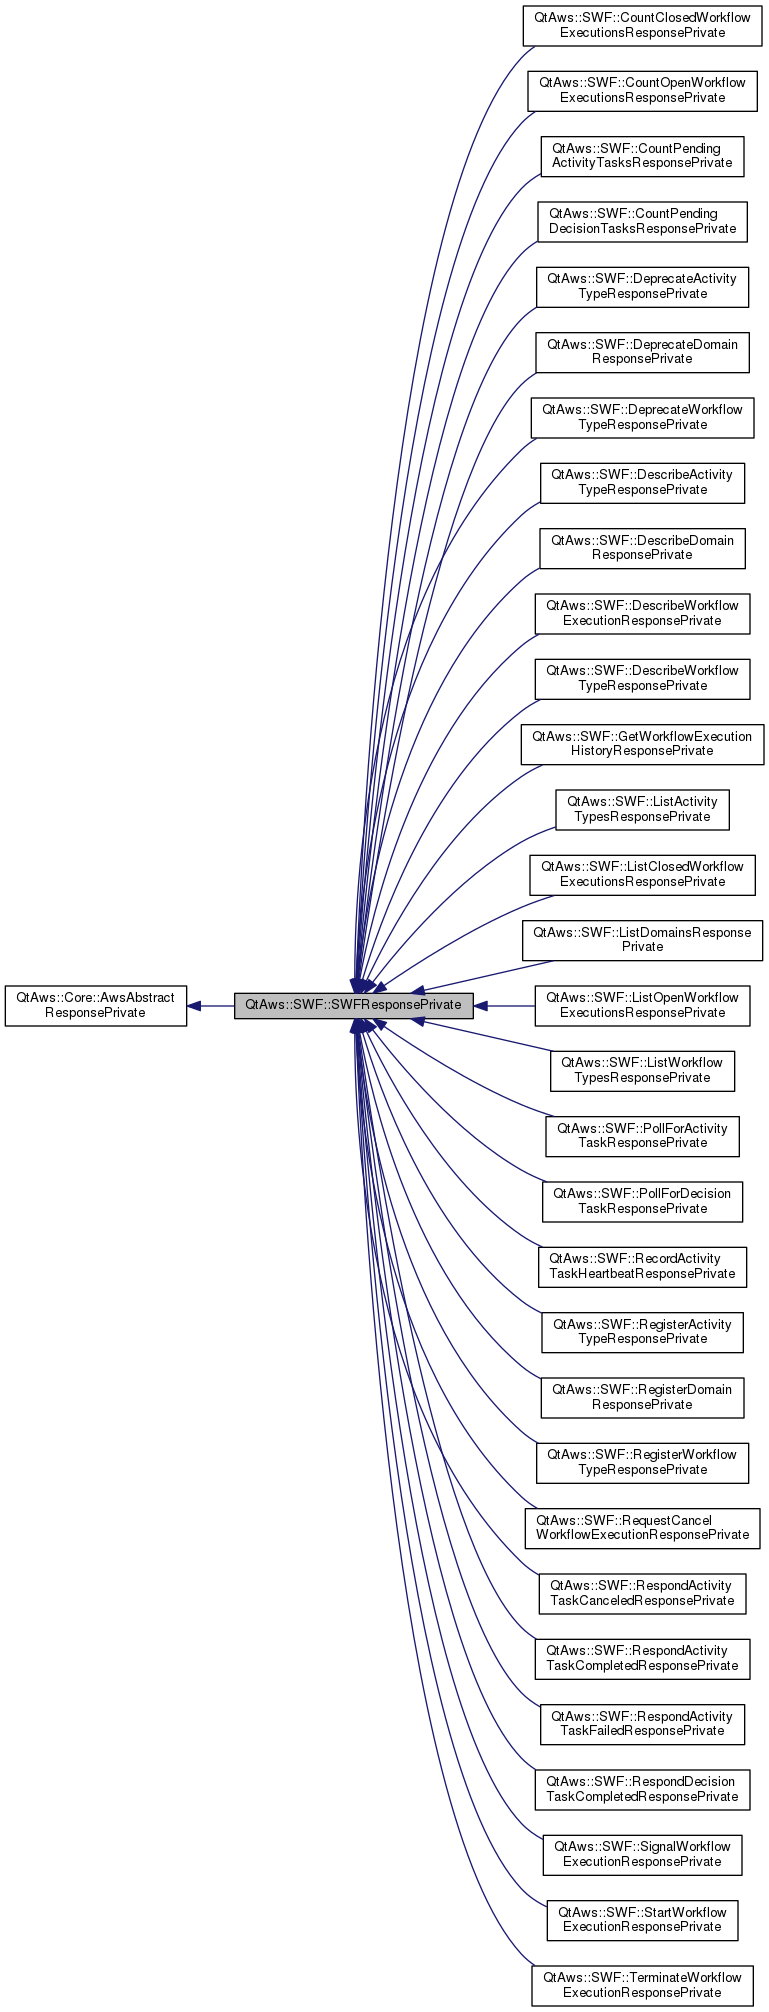 QtAws::SWF::CountClosedWorkflow
ExecutionsResponsePrivate
QtAws::SWF::CountOpenWorkflow
ExecutionsResponsePrivate
QtAws::SWF::CountPending
ActivityTasksResponsePrivate
QtAws::SWF::CountPending
DecisionTasksResponsePrivate
QtAws::SWF::DeprecateActivity
TypeResponsePrivate
QtAws::SWF::DeprecateDomain
ResponsePrivate
QtAws::SWF::DeprecateWorkflow
TypeResponsePrivate
QtAws::SWF::DescribeActivity
TypeResponsePrivate
QtAws::SWF::DescribeDomain
ResponsePrivate
QtAws::SWF::DescribeWorkflow
ExecutionResponsePrivate
QtAws::SWF::DescribeWorkflow
TypeResponsePrivate
QtAws::SWF::GetWorkflowExecution
HistoryResponsePrivate
QtAws::SWF::ListActivity
TypesResponsePrivate
QtAws::SWF::ListClosedWorkflow
ExecutionsResponsePrivate
QtAws::SWF::ListDomainsResponse
Private
QtAws::Core::AwsAbstract
ResponsePrivate
QtAws::SWF::SWFResponsePrivate
QtAws::SWF::ListOpenWorkflow
ExecutionsResponsePrivate
QtAws::SWF::ListWorkflow
TypesResponsePrivate
QtAws::SWF::PollForActivity
TaskResponsePrivate
QtAws::SWF::PollForDecision
TaskResponsePrivate
QtAws::SWF::RecordActivity
TaskHeartbeatResponsePrivate
QtAws::SWF::RegisterActivity
TypeResponsePrivate
QtAws::SWF::RegisterDomain
ResponsePrivate
QtAws::SWF::RegisterWorkflow
TypeResponsePrivate
QtAws::SWF::RequestCancel
WorkflowExecutionResponsePrivate
QtAws::SWF::RespondActivity
TaskCanceledResponsePrivate
QtAws::SWF::RespondActivity
TaskCompletedResponsePrivate
QtAws::SWF::RespondActivity
TaskFailedResponsePrivate
QtAws::SWF::RespondDecision
TaskCompletedResponsePrivate
QtAws::SWF::SignalWorkflow
ExecutionResponsePrivate
QtAws::SWF::StartWorkflow
ExecutionResponsePrivate
QtAws::SWF::TerminateWorkflow
ExecutionResponsePrivate